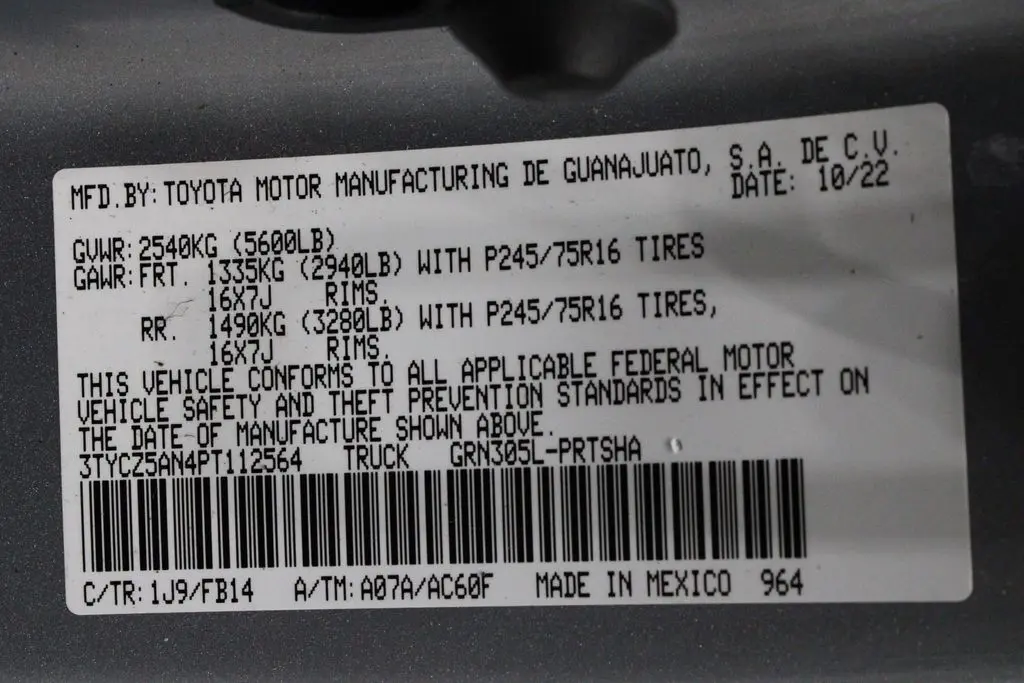 MFD.BY: TOYOTA MOTOR MANUFACTURING DE GUANAJUATO, S.A. DE C.V.
DATE: 10/22
GVWR: 2540KG (5600LB)
GAWR: FRT. 1335KG (2940LB) WITH P245/75R16 TIRES
16X7J RIMS.
RR. 1490KG (3280LB) WITH P245/75R16 TIRES,
16X7J RIMS.
THIS VEHICLE CONFORMS TO ALL APPLICABLE FEDERAL MOTOR
VEHICLE SAFETY AND THEFT PREVENTION STANDARDS IN EFFECT ON
THE DATE OF MANUFACTURE SHOWN ABOVE.
3TYCZ5AN4PT112564 TRUCK GRN305L-PRTSHA
C/TR: 1J9/FB14 A/TM: A07A/AC60F MADE IN MEXICO 964